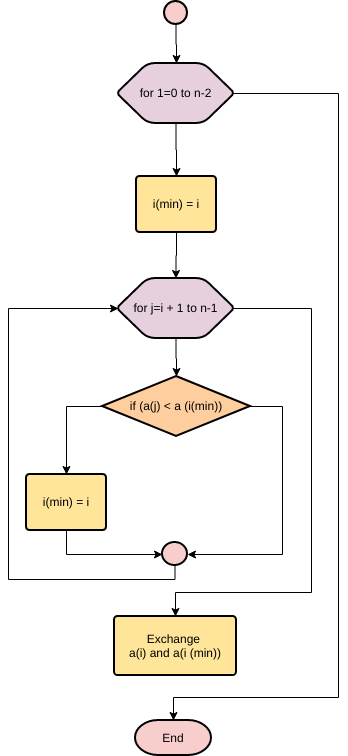 for 1=0 to n-2
i(min) = i
for j=i + 1 to n-1
if (a(j) < a (i(min))
i(min) = i
Exchange
a(i) and a(i (min))
End